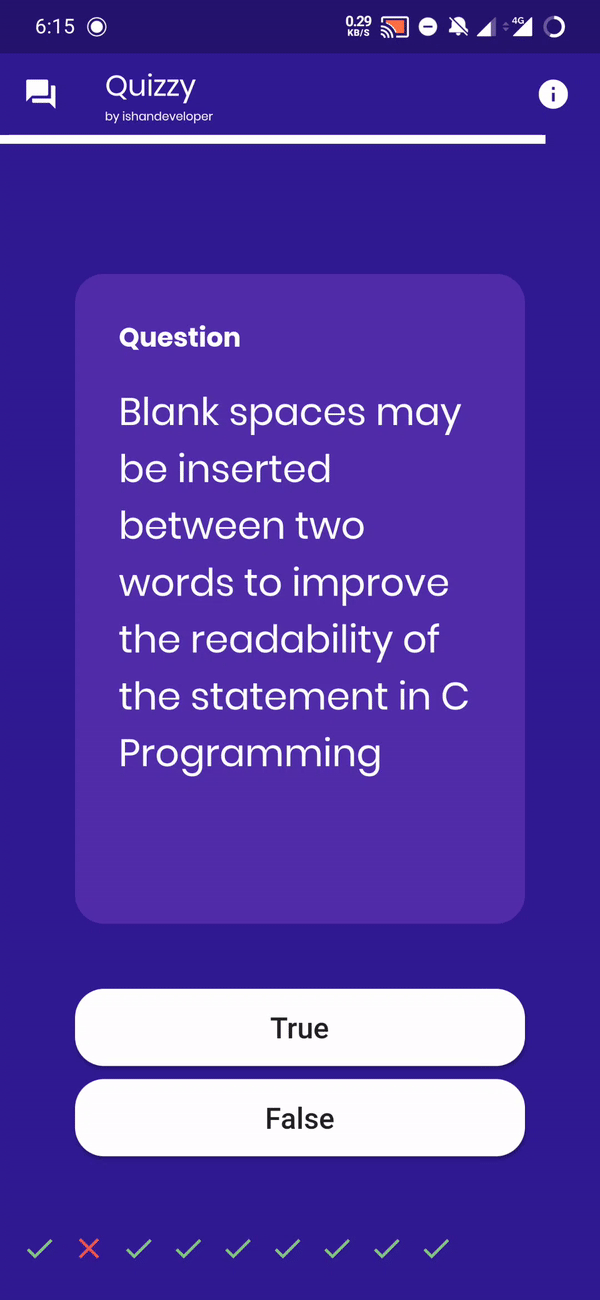 6:15
0.29
KB/S
4G
Quizzy
by ishandeveloper
Question
Blank spaces may
be inserted
between two
words to improve
the readability of
the statement in C
Programming
True
False